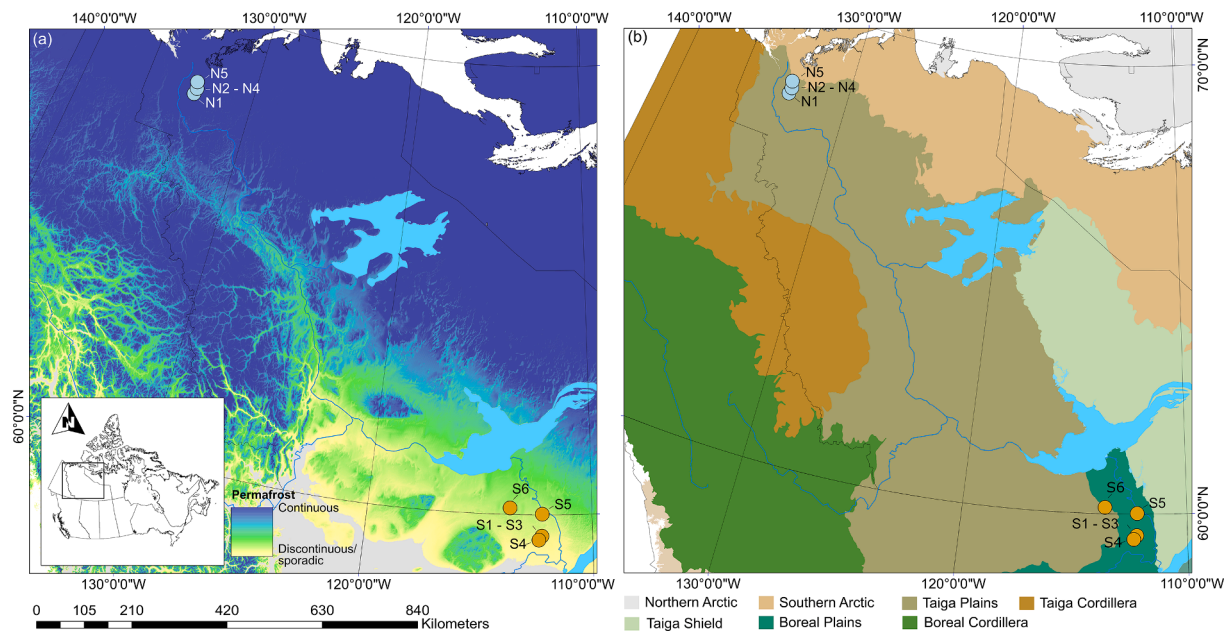 140°0'0"W 130°0'0"W 120°0'0"W 110°0'0"W
(a)
N5
N2 - N4
N1
60°0'0"N
N
S6
S5
S1 - S3
S4
Permafrost
Continuous
Discontinuous/
sporadic
130°0'0"W 120°0'0"W 110°0'0"W
0 105 210 420 630 840
Kilometers
140°0'0"W 130°0'0"W 120°0'0"W 110°0'0"W
(b)
70°0'0"N
N5
N2 - N4
N1
S6
S5
S1 - S3
S4
60°0'0"N
130°0'0"W 120°0'0"W 110°0'0"W
Northern Arctic Southern Arctic Taiga Plains Taiga Cordillera
Taiga Shield Boreal Plains Boreal Cordillera